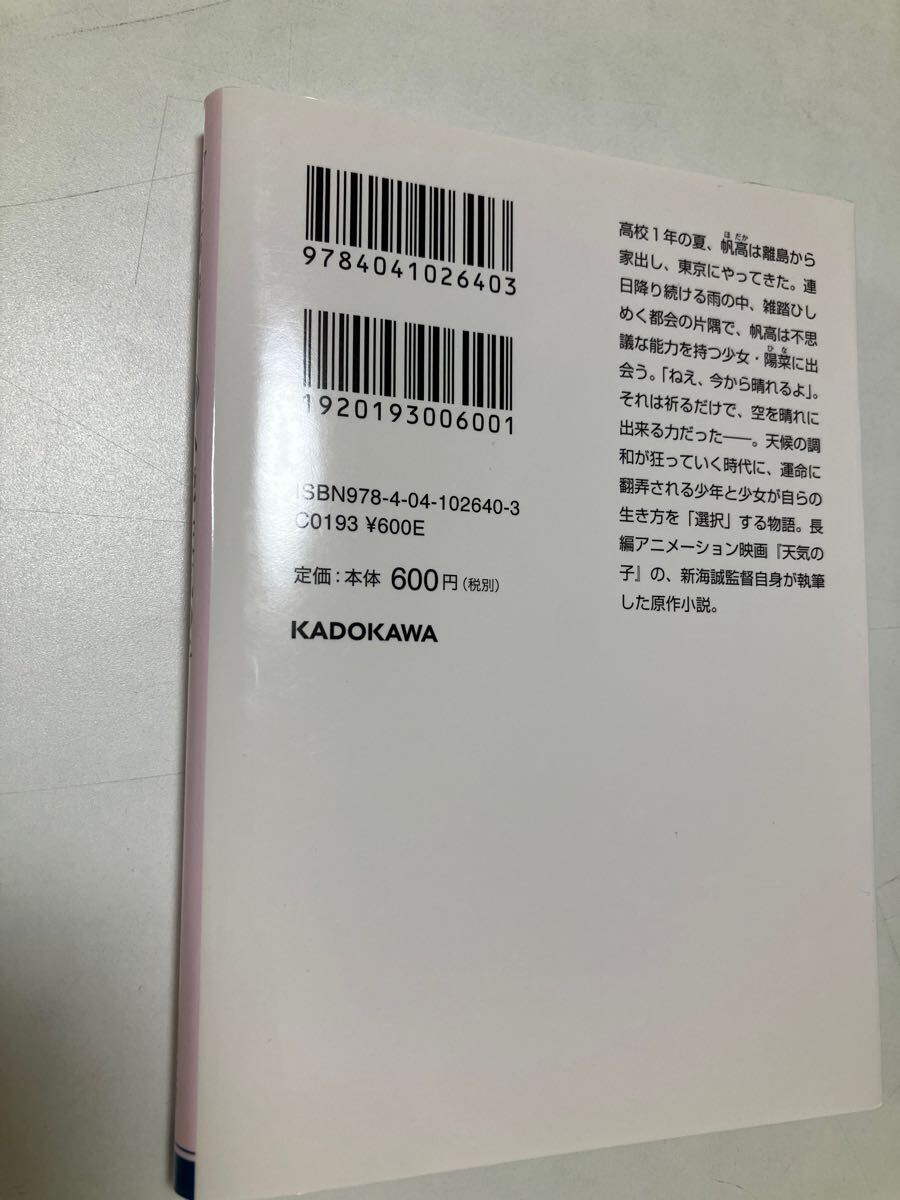 9784041026403
1920193006001
ISBN978-4-04-102640-3
C0193 ¥600E
定価：本体 600円（税別）
KADOKAWA
高校1年の夏、帆高は離島から
家出し、東京にやってきた。連
日降り続ける雨の中、雑踏ひし
めく都会の片隅で、帆高は不思
議な能力を持つ少女・陽菜に出
会う。「ねえ、今から晴れるよ」。
それは祈るだけで、空を晴れに
出来る力だった――。天候の調
和が狂っていく時代に、運命に
翻弄される少年と少女が自らの
生き方を「選択」する物語。長
編アニメーション映画『天気の
子』の、新海誠監督自身が執筆
した原作小説。